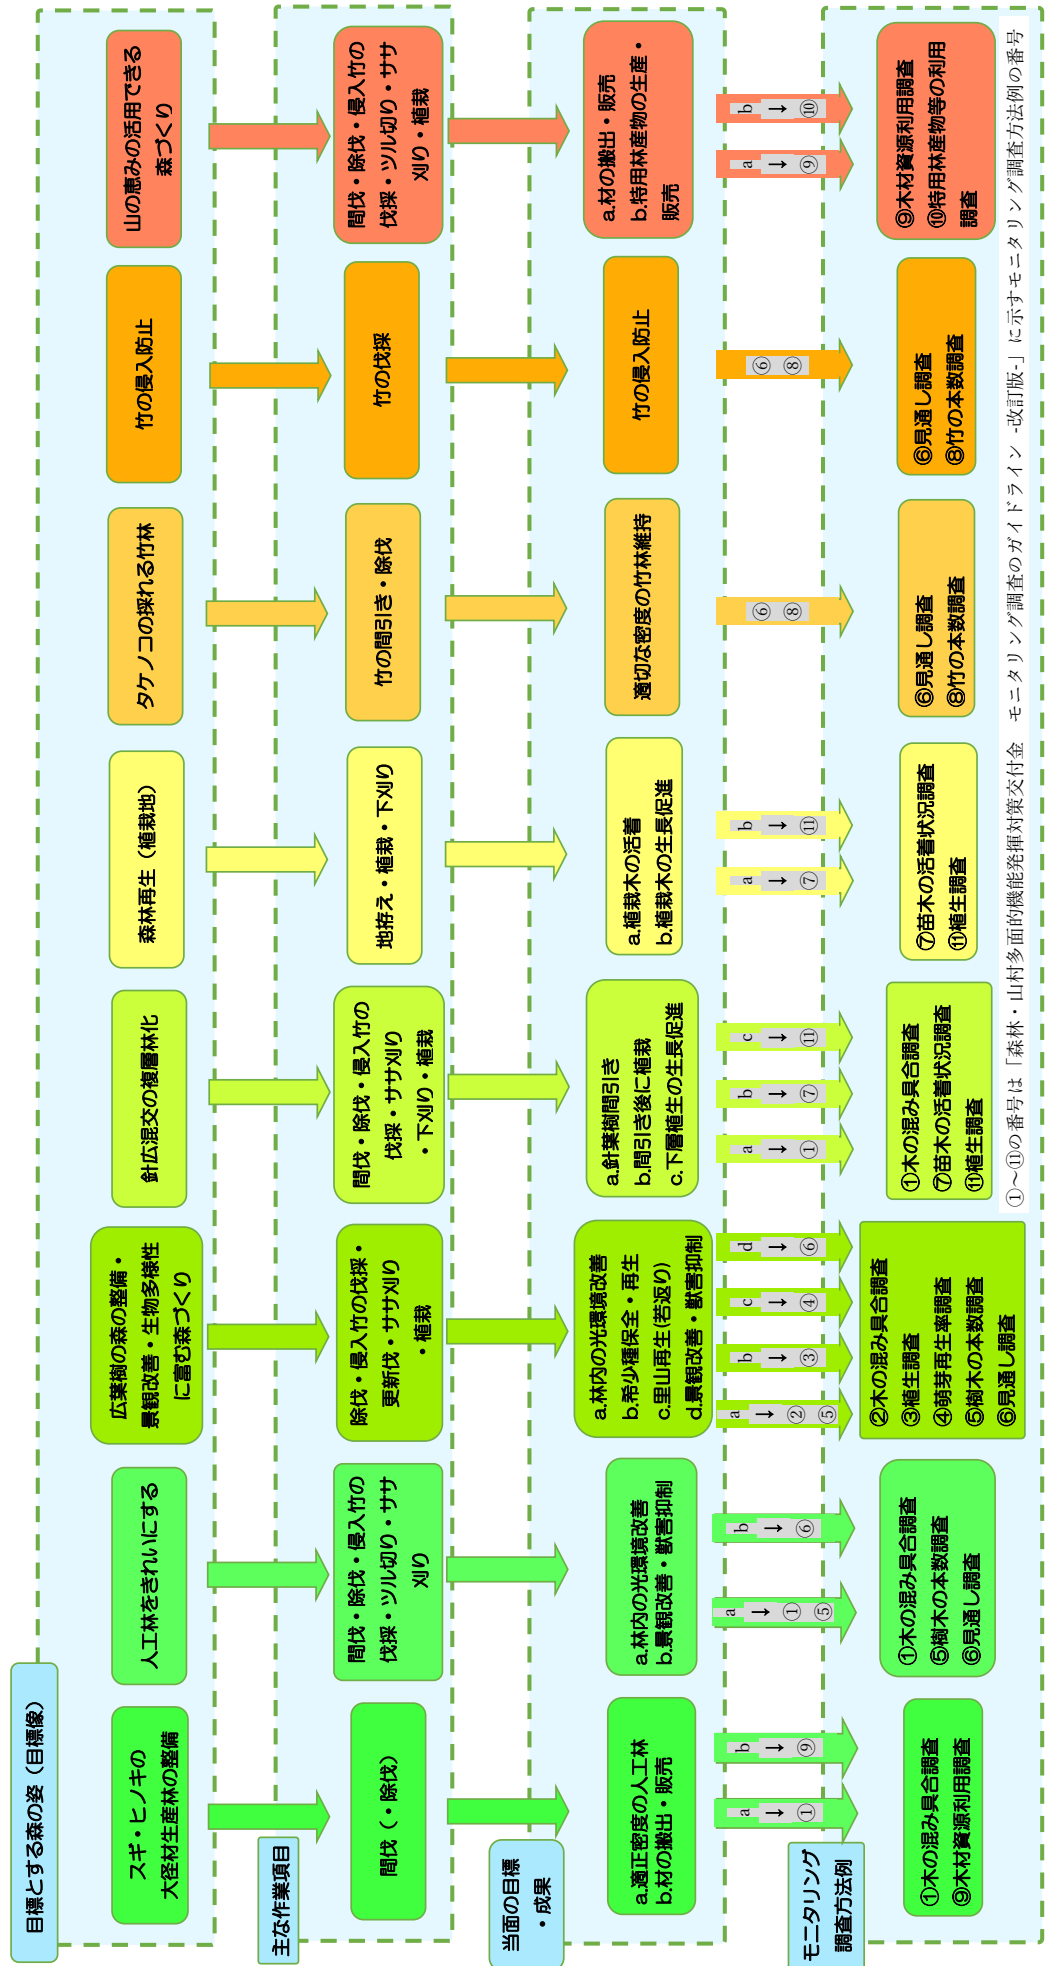 目標とする森の姿（目標像）
スギ・ヒノキの
大径材生産林の整備
人工林をきれいにする
広葉樹の森の整備・
景観改善・生物多様性
に富む森づくり
針広混交の複層林化
森林再生（植栽地）
タケノコの採れる竹林
竹の侵入防止
山の恵みの活用できる
森づくり
主な作業項目
間伐（・除伐）
間伐・除伐・侵入竹の
伐採・ツル切り・ササ
刈り
除伐・侵入竹の伐採・
更新伐・ササ刈り
・植栽
間伐・除伐・侵入竹の
伐採・ササ刈り
・下刈り・植栽
地拵え・植栽・下刈り
竹の間引き・除伐
竹の伐採
間伐・除伐・侵入竹の
伐採・ツル切り・ササ
刈り・植栽
当面の目標
・成果
a.適正密度の人工林
b.材の搬出・販売
a.林内の光環境改善
b.景観改善・獣害抑制
a.林内の光環境改善
b.希少種保全・再生
c.里山再生(若返り)
d.景観改善・獣害抑制
a.針葉樹間引き
b.間引き後に植栽
c.下層植生の生長促進
a.植栽木の活着
b.植栽木の生長促進
適切な密度の竹林維持
竹の侵入防止
a.材の搬出・販売
b.特用林産物の生産・
販売
a
↓
①
b
↓
⑨
a
↓
①
⑤
b
↓
⑥
a
↓
②
⑤
b
↓
③
c
↓
④
d
↓
⑥
a
↓
①
b
↓
⑦
c
↓
⑪
a
↓
⑦
b
↓
⑪
⑥
⑧
⑥
⑧
a
↓
⑨
b
↓
⑩
モニタリング
調査方法例
①木の混み具合調査
⑨木材資源利用調査
①木の混み具合調査
⑤樹木の本数調査
⑥見通し調査
②木の混み具合調査
③植生調査
④萌芽再生率調査
⑤樹木の本数調査
⑥見通し調査
①木の混み具合調査
⑦苗木の活着状況調査
⑪植生調査
⑦苗木の活着状況調査
⑪植生調査
⑥見通し調査
⑧竹の本数調査
⑥見通し調査
⑧竹の本数調査
⑨木材資源利用調査
⑩特用林産物等の利用
調査
①～⑪の番号は「森林・山村多面的機能発揮対策交付金　モニタリング調査のガイドライン -改訂版-」に示すモニタリング調査方法例の番号